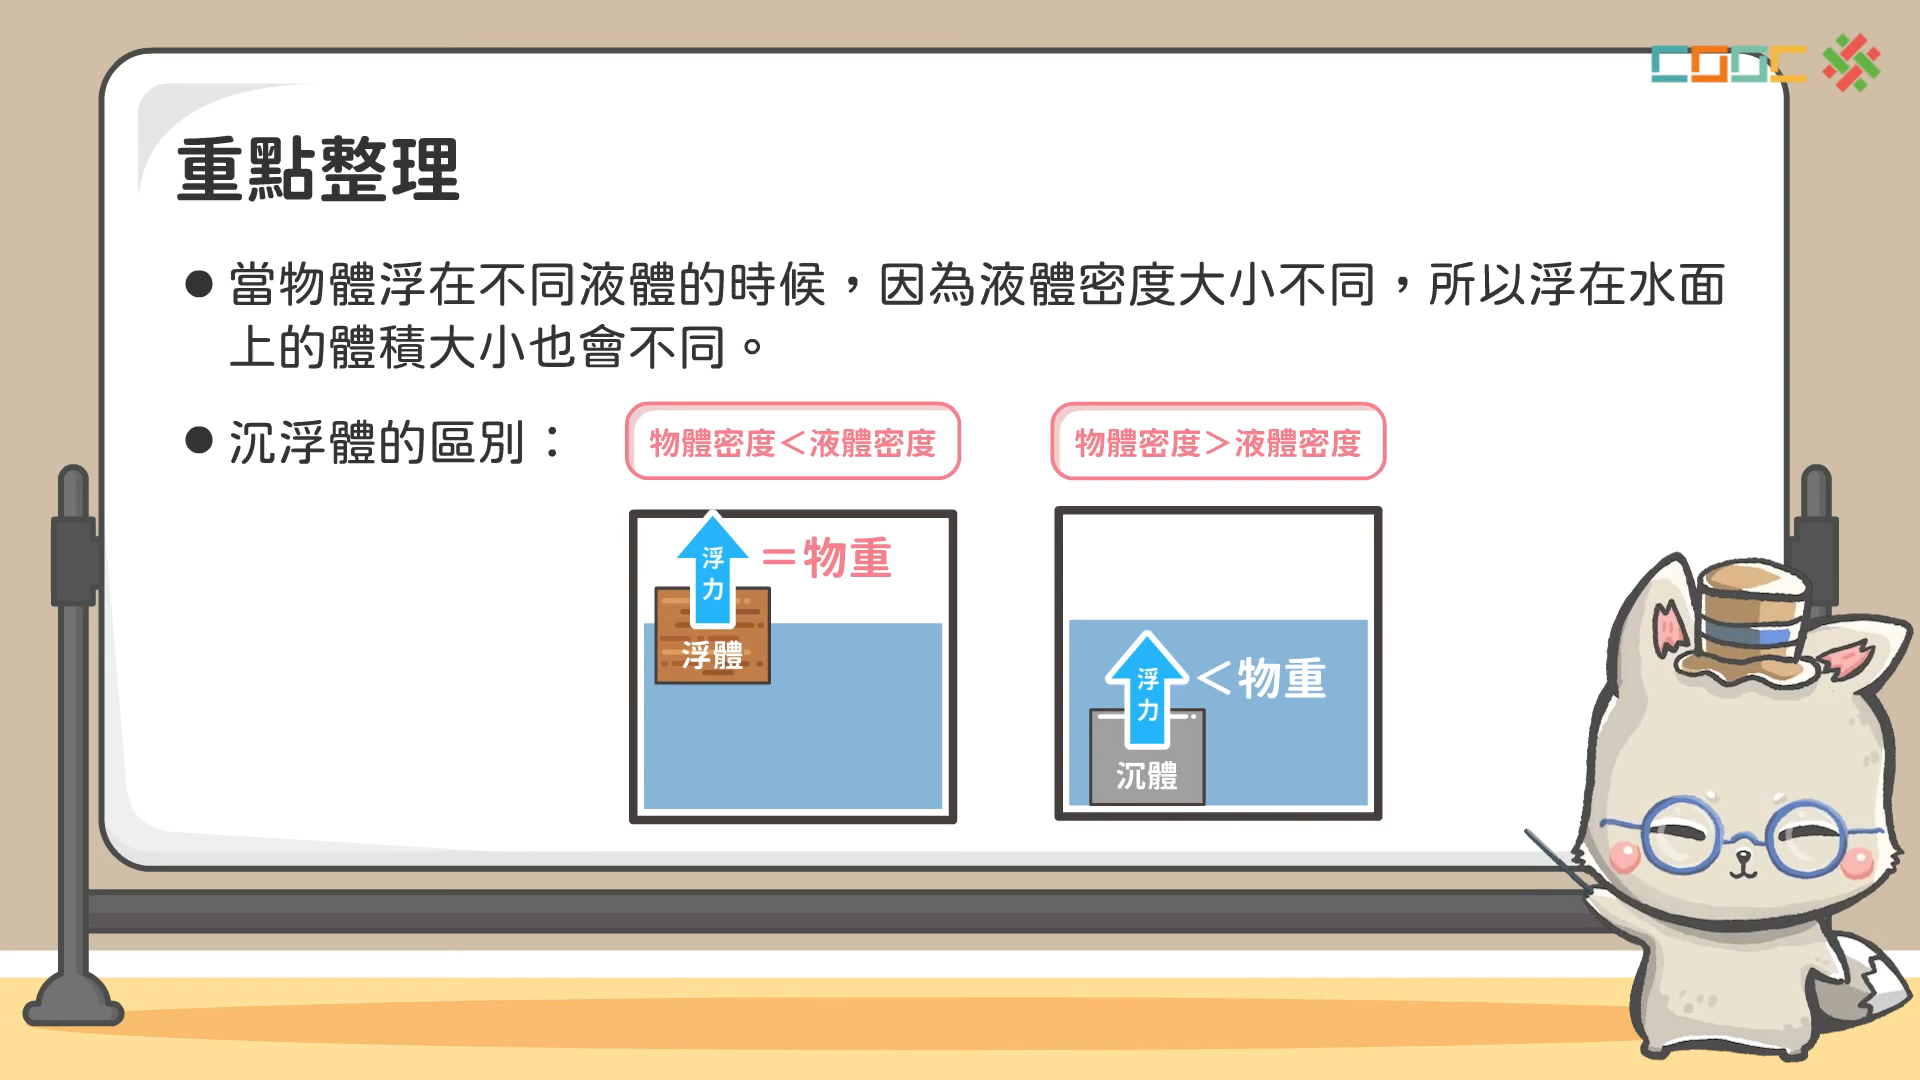 重點整理
●當物體浮在不同液體的時候，因為液體密度大小不同，所以浮在水面
上的體積大小也會不同。
●沉浮體的區別：
物體密度＜液體密度
物體密度＞液體密度
浮力
＝物重
浮體
浮力
＜物重
沉體